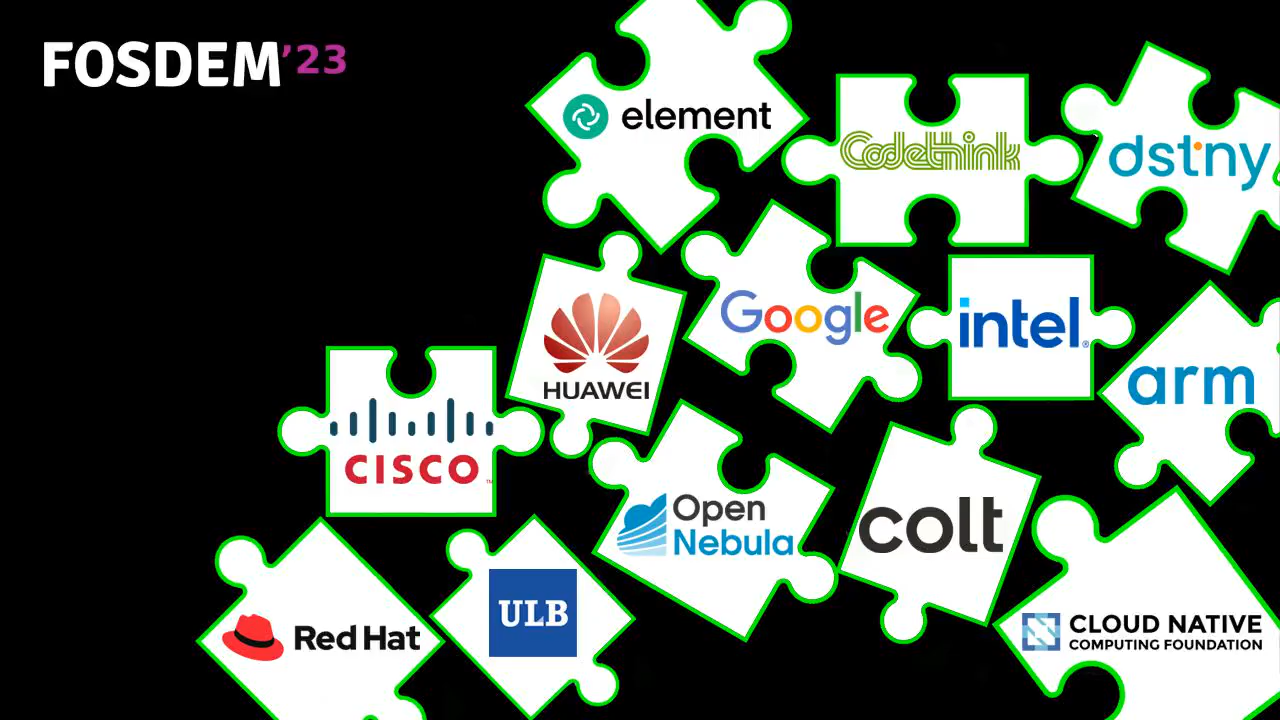 FOSDEM'23
element
Codethink
dstny
HUAWEI
Google
intel®
arm
CISCO™
Open
Nebula
colt
Red Hat
ULB
CLOUD NATIVE
COMPUTING FOUNDATION